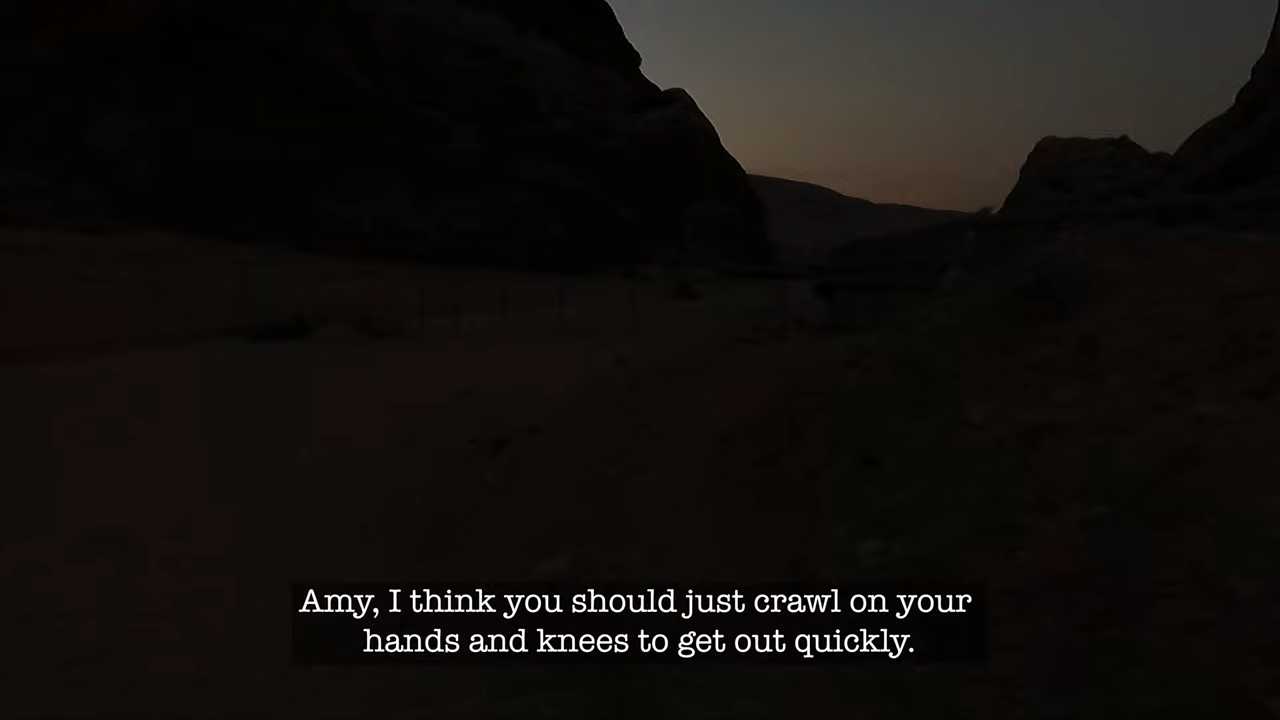 Amy, I think you should just crawl on your
hands and knees to get out quickly.